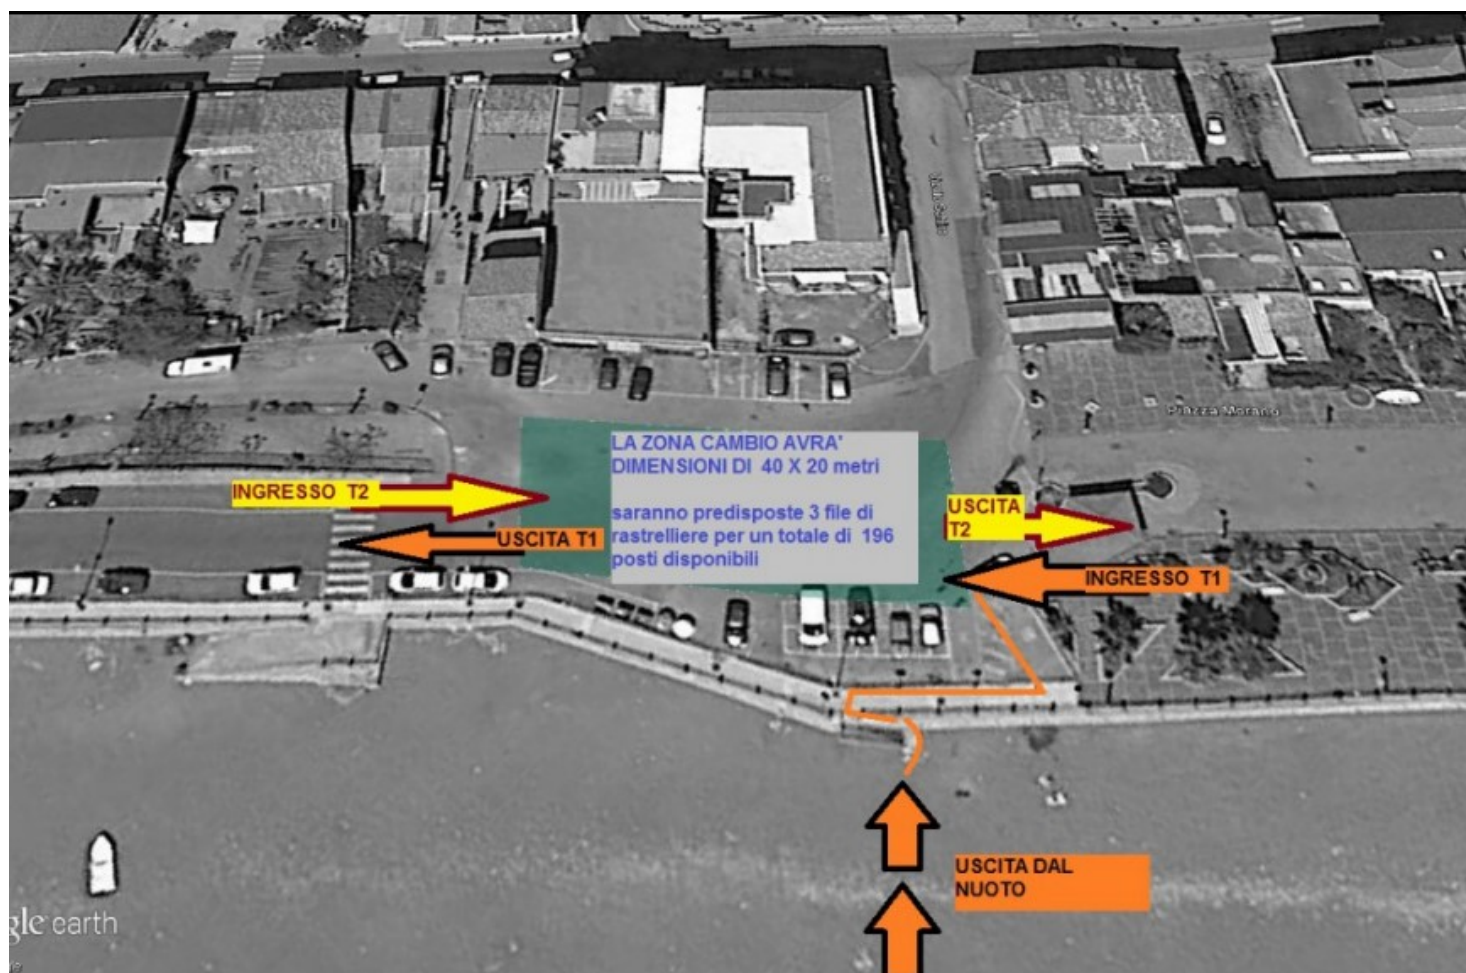 Piazza Morano
LA ZONA CAMBIO AVRA'
DIMENSIONI DI 40 X 20 metri
saranno predisposte 3 file di
rastrelliere per un totale di 196
posti disponibili
INGRESSO T2
USCITA T1
USCITA
T2
INGRESSO T1
USCITA DAL
NUOTO
gle earth